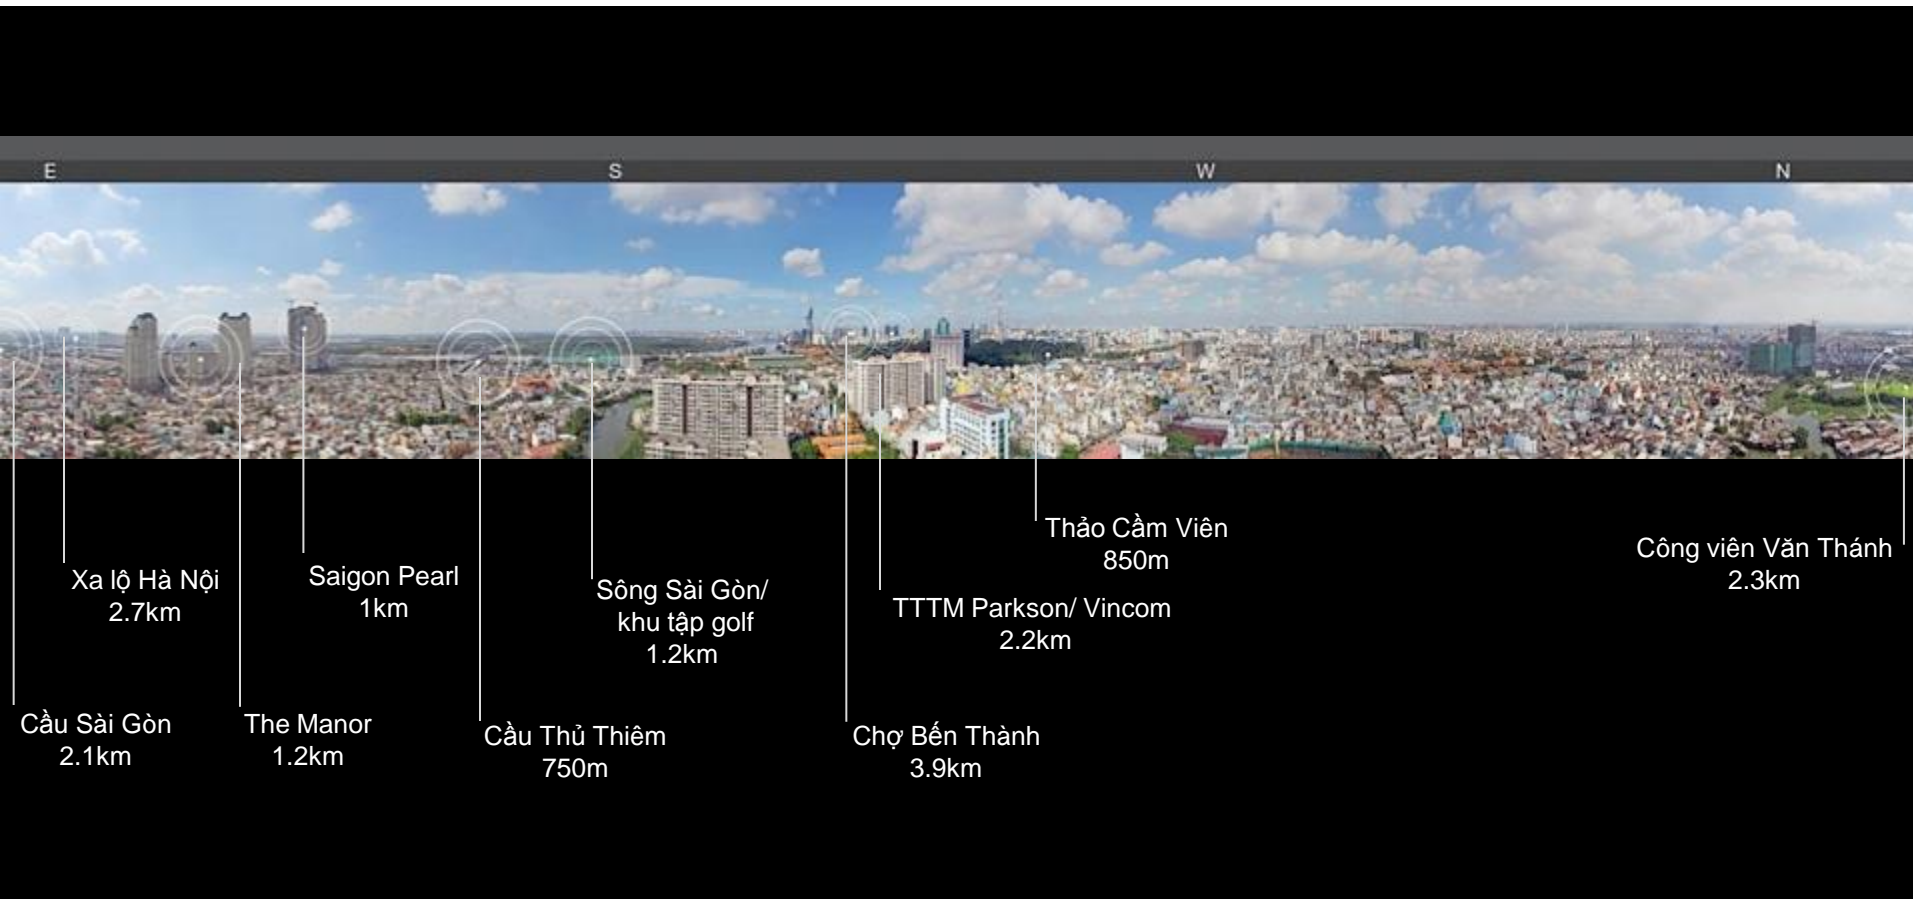 E
S
W
N
Thảo Cầm Viên
850m
Công viên Văn Thánh
2.3km
Xa lộ Hà Nội
2.7km
Saigon Pearl
1km
Sông Sài Gòn/
khu tập golf
1.2km
TTTM Parkson/ Vincom
2.2km
Cầu Sài Gòn
2.1km
The Manor
1.2km
Cầu Thủ Thiêm
750m
Chợ Bến Thành
3.9km